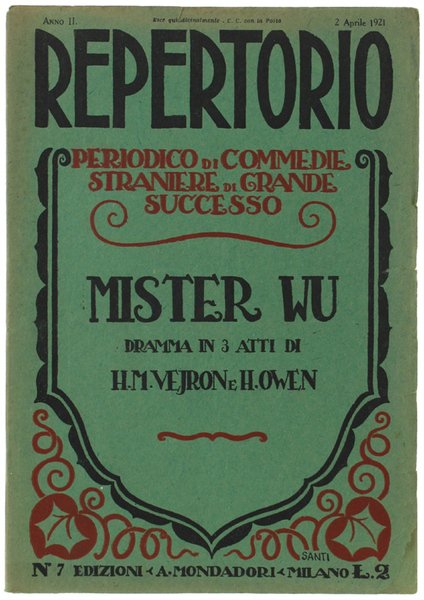 Anno II. Esce quindicinalmente - C. C. con la Posta 2 Aprile 1921
REPERTORIO
PERIODICO DI COMMEDIE
STRANIERE DI GRANDE
SUCCESSO
MISTER WU
DRAMMA IN 3 ATTI DI
H.M.VEJRON E H.OWEN
SANTI
Nº 7 EDIZIONI A. MONDADORI MILANO L.2